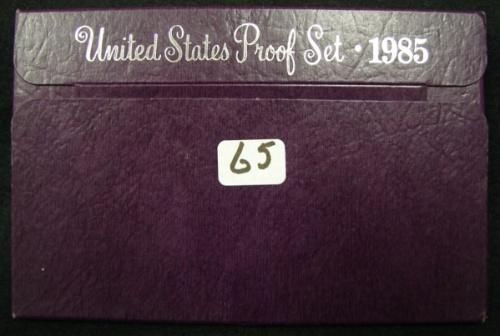 United States Proof Set · 1985
65